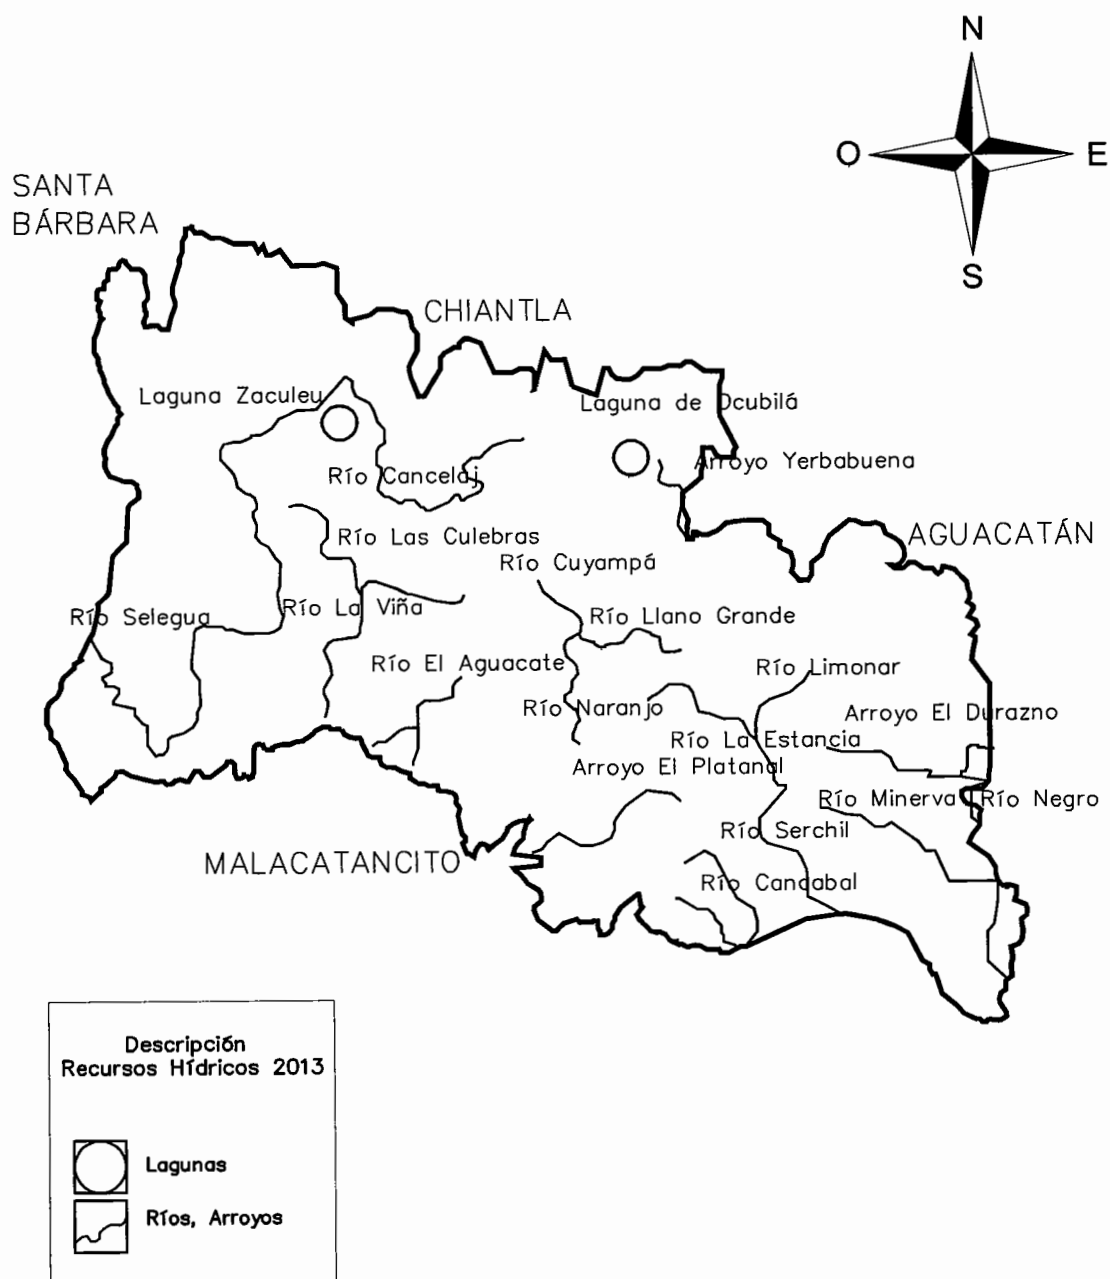 N
O
E
S
SANTA
BÁRBARA
CHIANTLA
Laguna Zaculeu
Laguna de Ocubilá
Río Canceláj
Arroyo Yerbabuena
Río Las Culebras
AGUACATÁN
Río Cuyampá
Río Selegua
Río La Viña
Río Llano Grande
Río El Aguacate
Río Limonar
Río Naranjo
Arroyo El Durazno
Río La Estancia
Arroyo El Platanal
Río Minerva
Río Negro
Río Serchil
MALACATANCITO
Río Candabal
Descripción
Recursos Hídricos 2013
Lagunas
Ríos, Arroyos